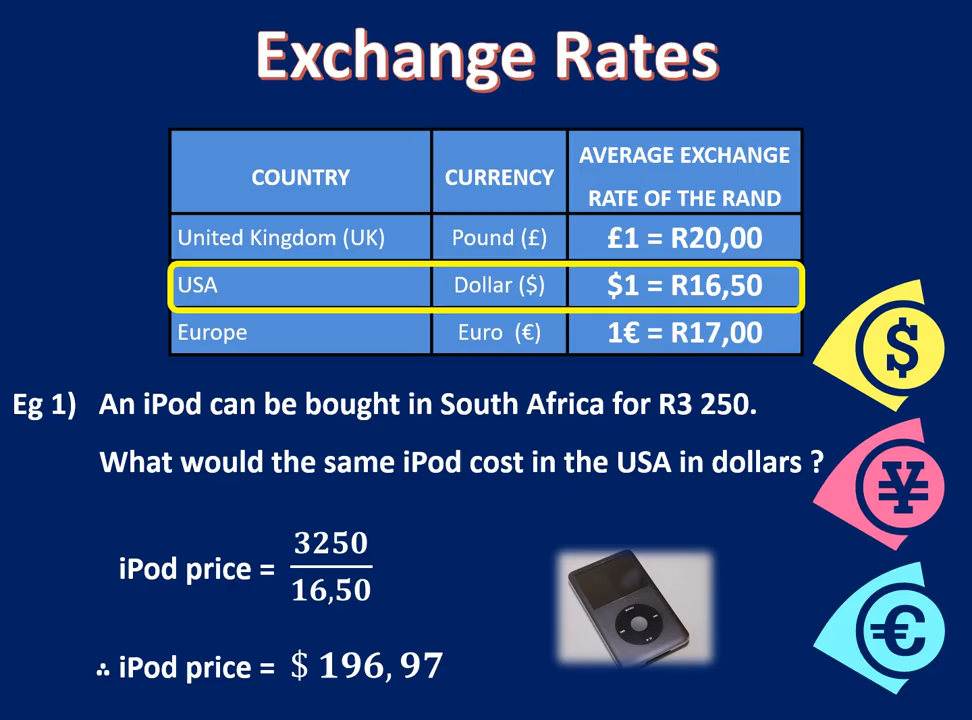 Exchange Rates
COUNTRY
CURRENCY
AVERAGE EXCHANGE
RATE OF THE RAND
United Kingdom (UK)
Pound (£)
£1 = R20,00
USA
Dollar ($)
$1 = R16,50
Europe
Euro (€)
1€ = R17,00
Eg 1) An iPod can be bought in South Africa for R3 250.
What would the same iPod cost in the USA in dollars ?
iPod price = 3250
16,50
∴ iPod price = $ 196, 97
$
¥
€